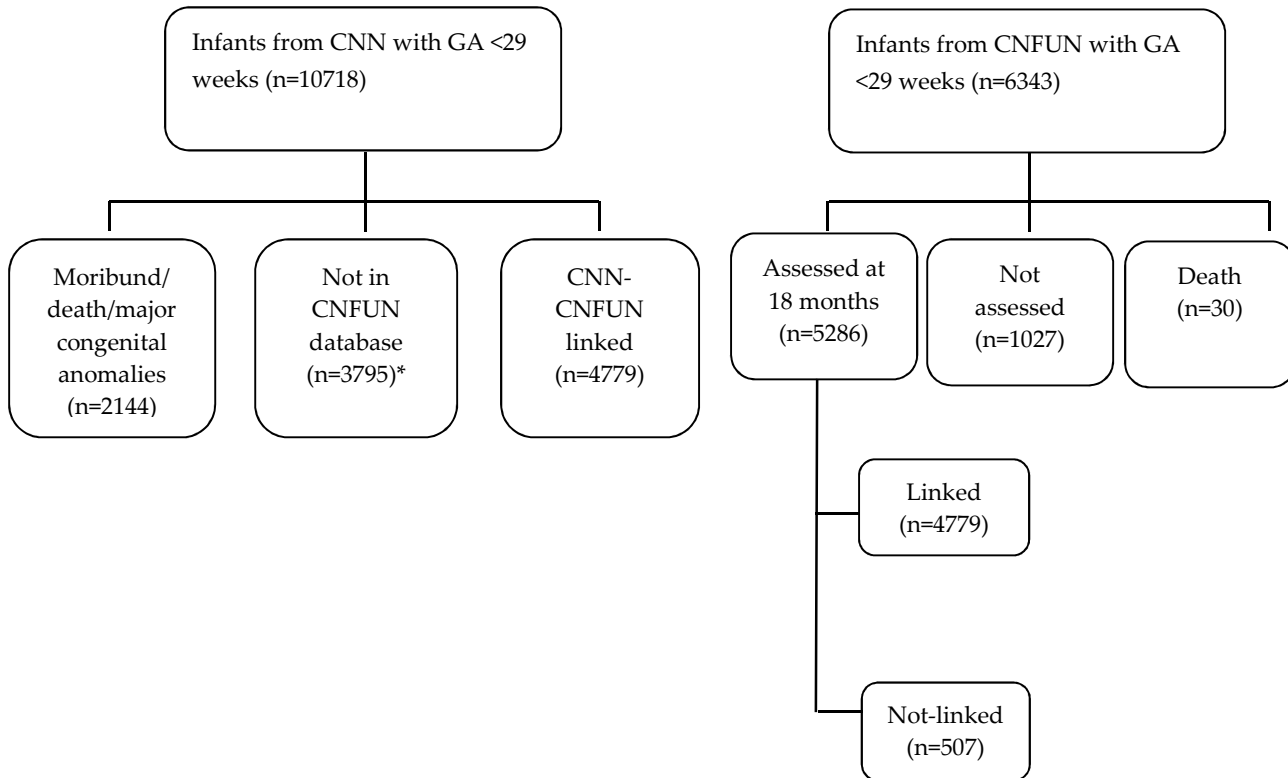 Infants from CNN with GA <29
weeks (n=10718)
Infants from CNFUN with GA
<29 weeks (n=6343)
Moribund/
death/major
congenital
anomalies
(n=2144)
Not in
CNFUN
database
(n=3795)*
CNN-
CNFUN
linked
(n=4779)
Assessed at
18 months
(n=5286)
Not
assessed
(n=1027)
Death
(n=30)
Linked
(n=4779)
Not-linked
(n=507)